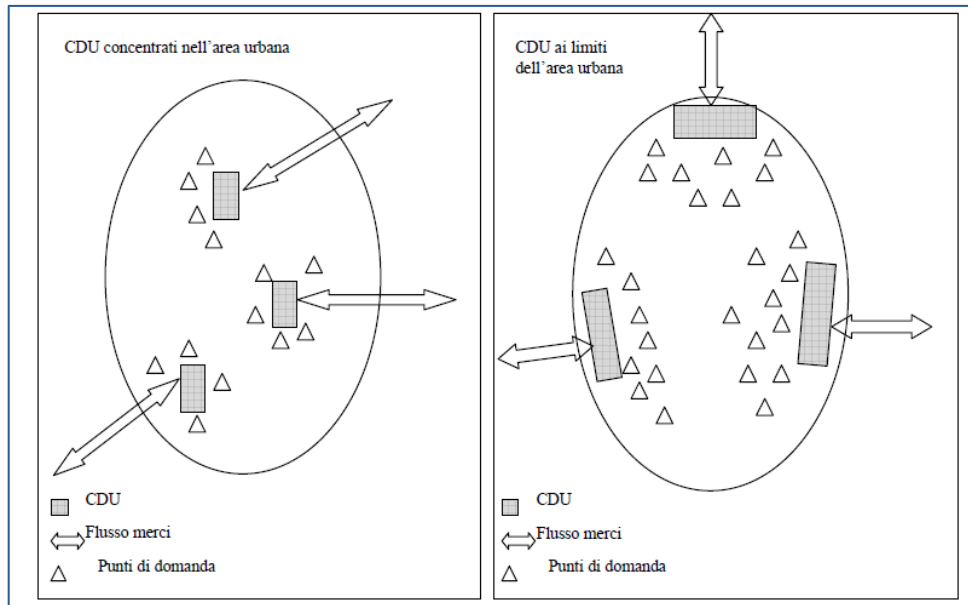 CDU concentrati nell'area urbana
CDU
Flusso merci
Punti di domanda
CDU ai limiti
dell'area urbana
CDU
Flusso merci
Punti di domanda